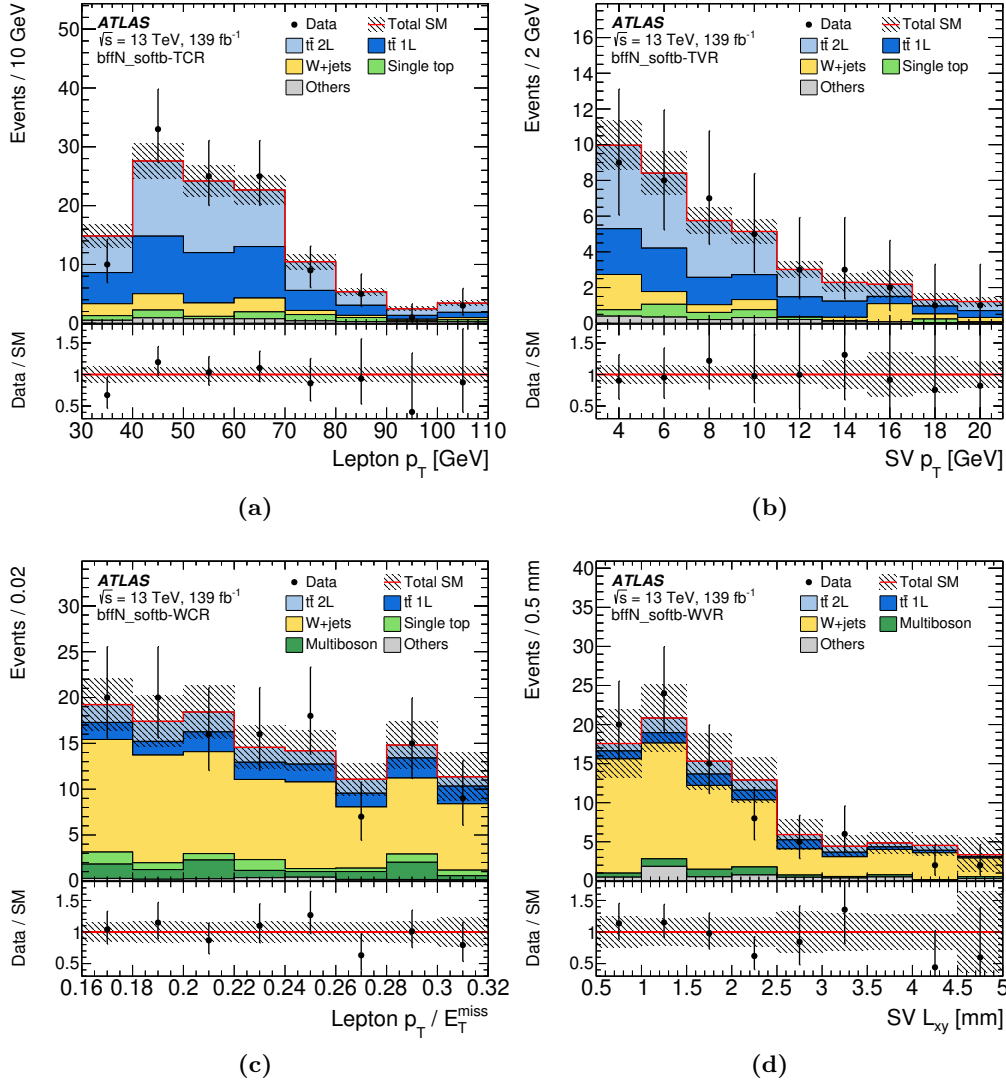 ATLAS
√s = 13 TeV, 139 fb⁻¹
bffN_softb-TCR
Data
Total SM
tt̄ 2L
tt̄ 1L
W+jets
Single top
Others
Events / 10 GeV
50
40
30
20
10
0
Data / SM
1.5
1
0.5
30 40 50 60 70 80 90 100 110
Lepton p_T [GeV]
(a)
ATLAS
√s = 13 TeV, 139 fb⁻¹
bffN_softb-TVR
Data
Total SM
tt̄ 2L
tt̄ 1L
W+jets
Single top
Others
Events / 2 GeV
16
14
12
10
8
6
4
2
0
Data / SM
1.5
1
0.5
4 6 8 10 12 14 16 18 20
SV p_T [GeV]
(b)
ATLAS
√s = 13 TeV, 139 fb⁻¹
bffN_softb-WCR
Data
Total SM
tt̄ 2L
tt̄ 1L
W+jets
Single top
Multiboson
Others
Events / 0.02
30
25
20
15
10
5
0
Data / SM
1.5
1
0.5
0.16 0.18 0.2 0.22 0.24 0.26 0.28 0.3 0.32
Lepton p_T / E_T^miss
(c)
ATLAS
√s = 13 TeV, 139 fb⁻¹
bffN_softb-WVR
Data
Total SM
tt̄ 2L
tt̄ 1L
W+jets
Multiboson
Others
Events / 0.5 mm
40
35
30
25
20
15
10
5
0
Data / SM
1.5
1
0.5
0.5 1 1.5 2 2.5 3 3.5 4 4.5 5
SV L_xy [mm]
(d)